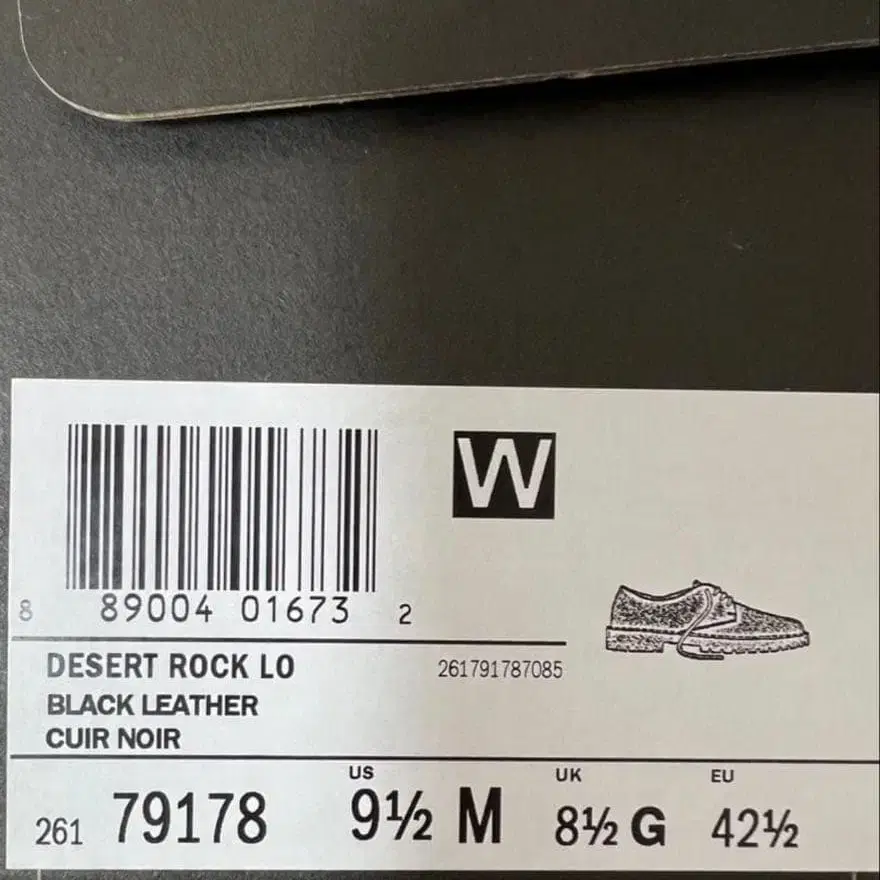 W
8 89004 01673 2
DESERT ROCK LO 261791787085
BLACK LEATHER
CUIR NOIR
US UK EU
261 79178 9½ M 8½ G 42½